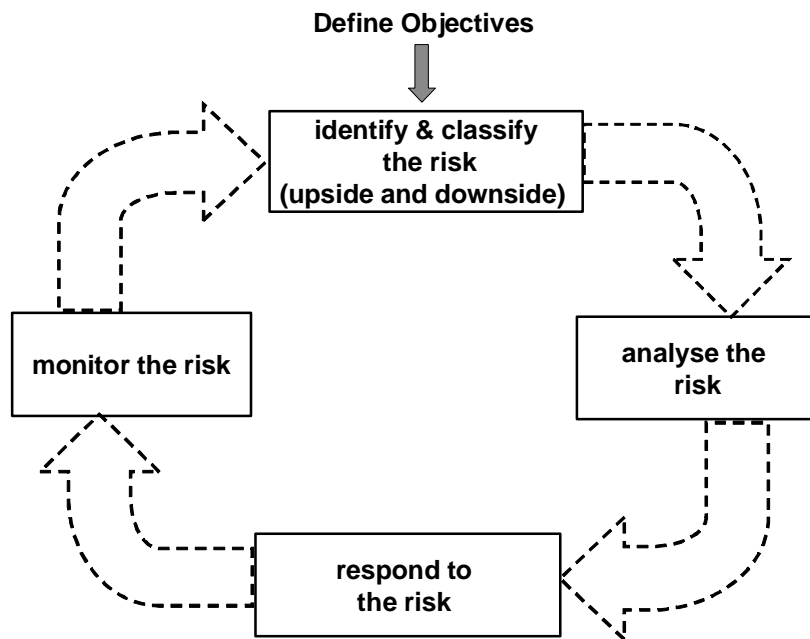 Define Objectives
identify & classify
the risk
(upside and downside)
analyse the
risk
respond to
the risk
monitor the risk